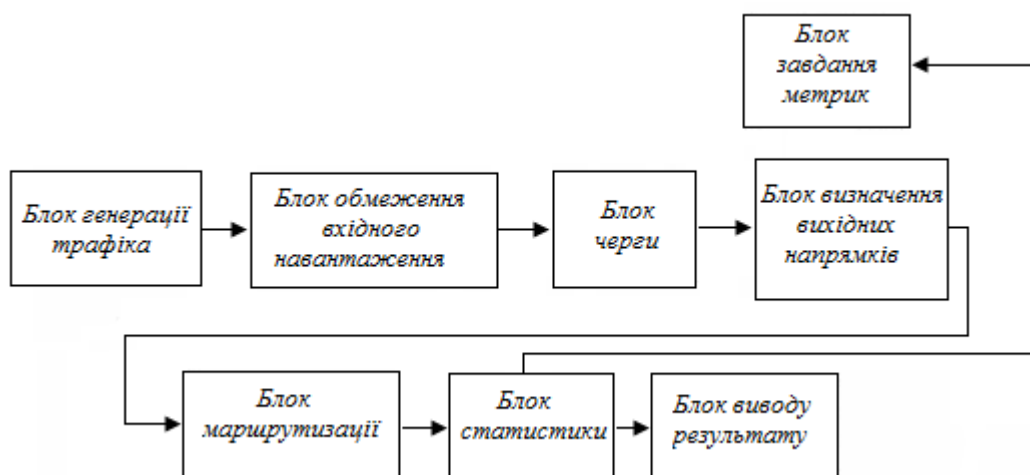 Блок
завдання
метрик
Блок генерації
трафіка
Блок обмеження
вхідного
навантаження
Блок
черги
Блок визначення
вихідних
напрямків
Блок
маршрутизації
Блок
статистики
Блок виводу
результату